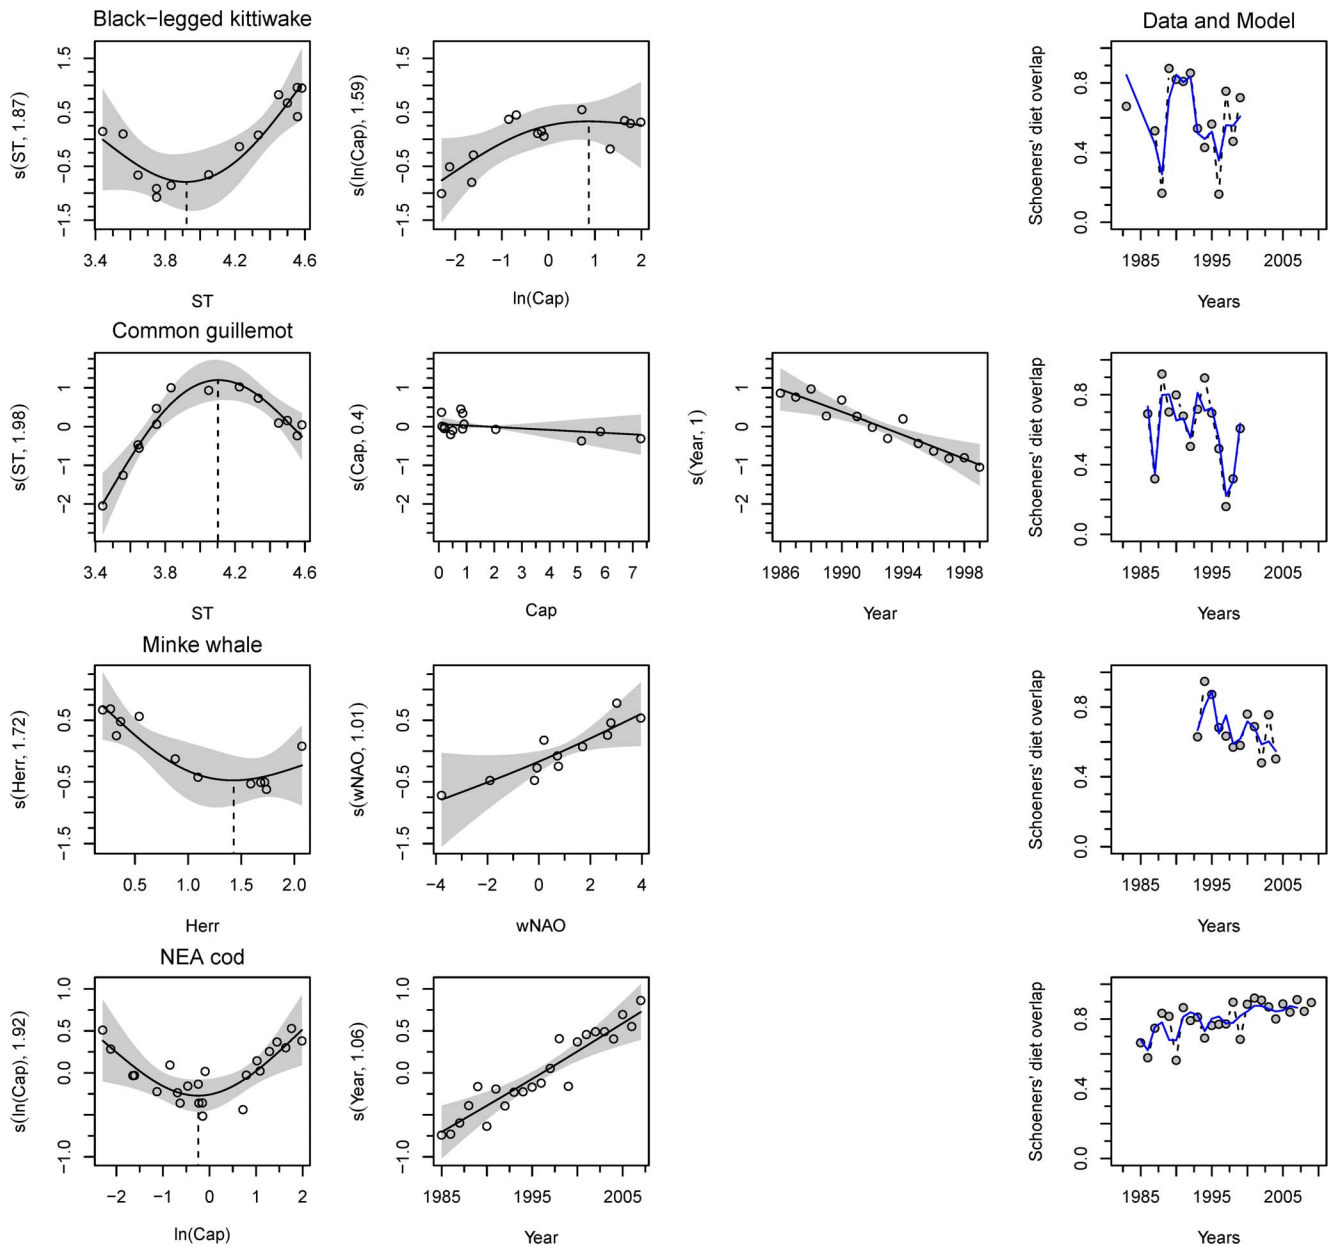 Black−legged kittiwake
Data and Model
s(ST, 1.87)
−1.5 −0.5 0.5 1.5
3.4 3.8 4.2 4.6
ST
s(ln(Cap), 1.59)
−1.5 −0.5 0.5 1.5
−2 −1 0 1 2
ln(Cap)
Schoeners' diet overlap
0.0 0.4 0.8
1985 1995 2005
Years
Common guillemot
s(ST, 1.98)
−2 −1 0 1
3.4 3.8 4.2 4.6
ST
s(Cap, 0.4)
−2 −1 0 1
0 1 2 3 4 5 6 7
Cap
s(Year, 1)
−2 −1 0 1
1986 1990 1994 1998
Year
Schoeners' diet overlap
0.0 0.4 0.8
1985 1995 2005
Years
Minke whale
s(Herr, 1.72)
−1.5 −0.5 0.5
0.5 1.0 1.5 2.0
Herr
s(wNAO, 1.01)
−1.5 −0.5 0.5
−4 −2 0 2 4
wNAO
Schoeners' diet overlap
0.0 0.4 0.8
1985 1995 2005
Years
NEA cod
s(ln(Cap), 1.92)
−1.0 0.0 0.5 1.0
−2 −1 0 1 2
ln(Cap)
s(Year, 1.06)
−1.0 0.0 0.5 1.0
1985 1995 2005
Year
Schoeners' diet overlap
0.0 0.4 0.8
1985 1995 2005
Years